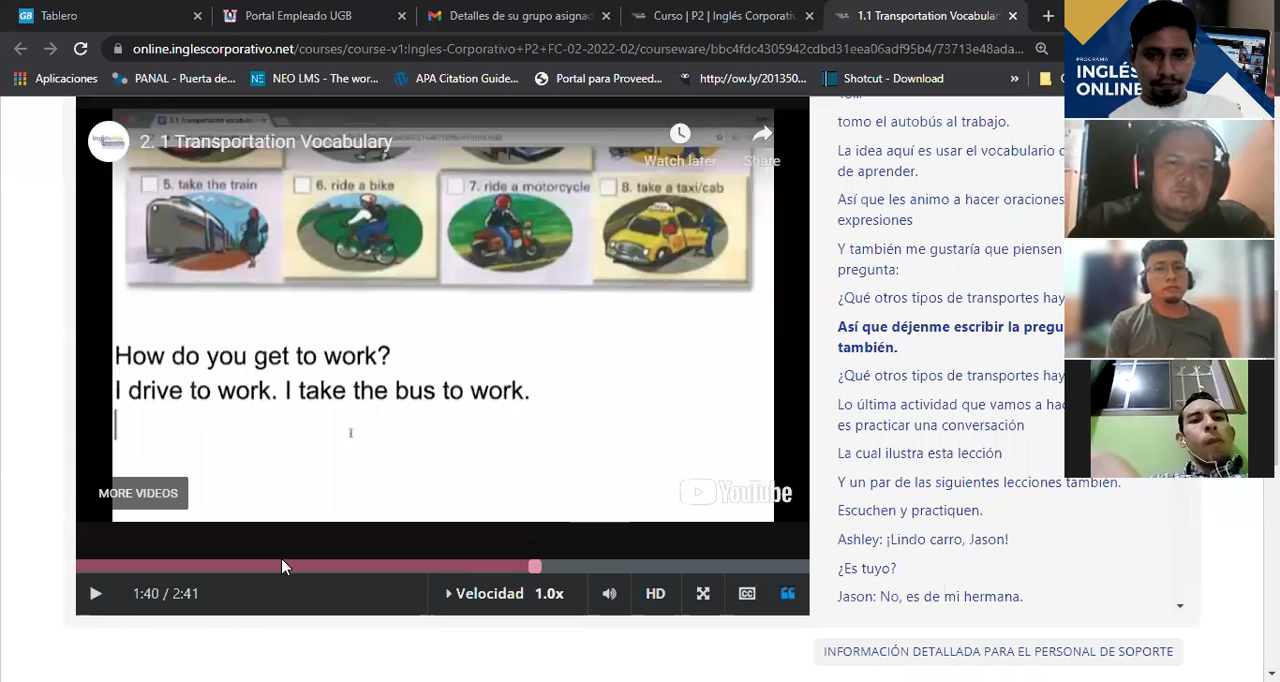 Tablero
Portal Empleado UGB
Detalles de su grupo asignad
Curso | P2 | Inglés Corporativ
1.1 Transportation Vocabular
online.inglescorporativo.net/courses/course-v1:Ingles-Corporativo+P2+FC-02-2022-02/courseware/bbc4fdc4305942cdbd31eea06adf95b4/73713e48ada...
Aplicaciones
PANAL - Puerta de...
NEO LMS - The wor...
APA Citation Guide...
Portal para Proveed...
http://ow.ly/201350...
Shotcut - Download
»
PROGRAMA
INGLÉS
ONLINE
2. 1 Transportation Vocabulary
Watch later
Share
5. take the train
6. ride a bike
7. ride a motorcycle
8. take a taxi/cab
How do you get to work?
I drive to work. I take the bus to work.
MORE VIDEOS
YouTube
1:40 / 2:41
Velocidad 1.0x
HD
CC
tomo el autobús al trabajo.
La idea aquí es usar el vocabulario
de aprender.
Así que les animo a hacer oraciones
expresiones
Y también me gustaría que piensen
pregunta:
¿Qué otros tipos de transportes hay
Así que déjenme escribir la pregu
también.
¿Qué otros tipos de transportes hay
Lo última actividad que vamos a hac
es practicar una conversación
La cual ilustra esta lección
Y un par de las siguientes lecciones también.
Escuchen y practiquen.
Ashley: ¡Lindo carro, Jason!
¿Es tuyo?
Jason: No, es de mi hermana.
INFORMACIÓN DETALLADA PARA EL PERSONAL DE SOPORTE